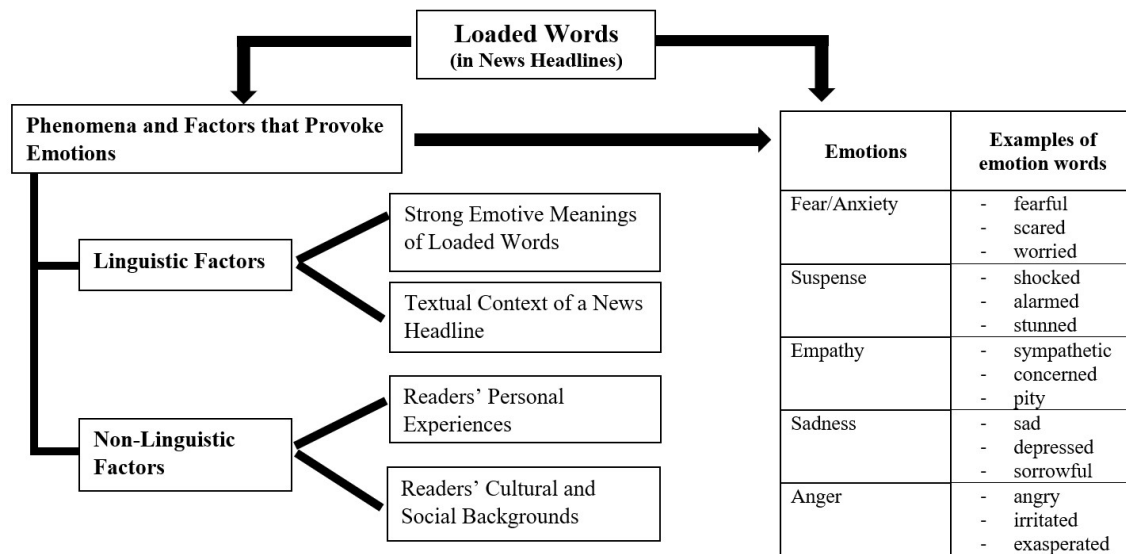 Loaded Words
(in News Headlines)
Phenomena and Factors that Provoke
Emotions
Linguistic Factors
Strong Emotive Meanings
of Loaded Words
Textual Context of a News
Headline
Non-Linguistic
Factors
Readers' Personal
Experiences
Readers' Cultural and
Social Backgrounds
Emotions
Examples of
emotion words
Fear/Anxiety
- fearful
- scared
- worried
Suspense
- shocked
- alarmed
- stunned
Empathy
- sympathetic
- concerned
- pity
Sadness
- sad
- depressed
- sorrowful
Anger
- angry
- irritated
- exasperated